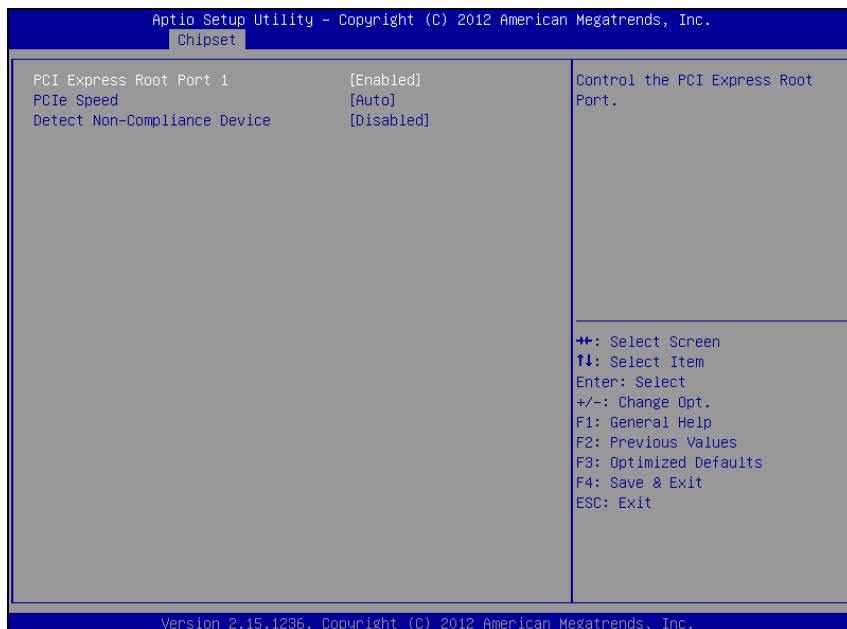 Aptio Setup Utility – Copyright (C) 2012 American Megatrends, Inc.
Chipset
PCI Express Root Port 1 [Enabled]
PCIe Speed [Auto]
Detect Non-Compliance Device [Disabled]
Control the PCI Express Root
Port.
→←: Select Screen
↑↓: Select Item
Enter: Select
+/-: Change Opt.
F1: General Help
F2: Previous Values
F3: Optimized Defaults
F4: Save & Exit
ESC: Exit
Version 2.15.1236. Copyright (C) 2012 American Megatrends, Inc.